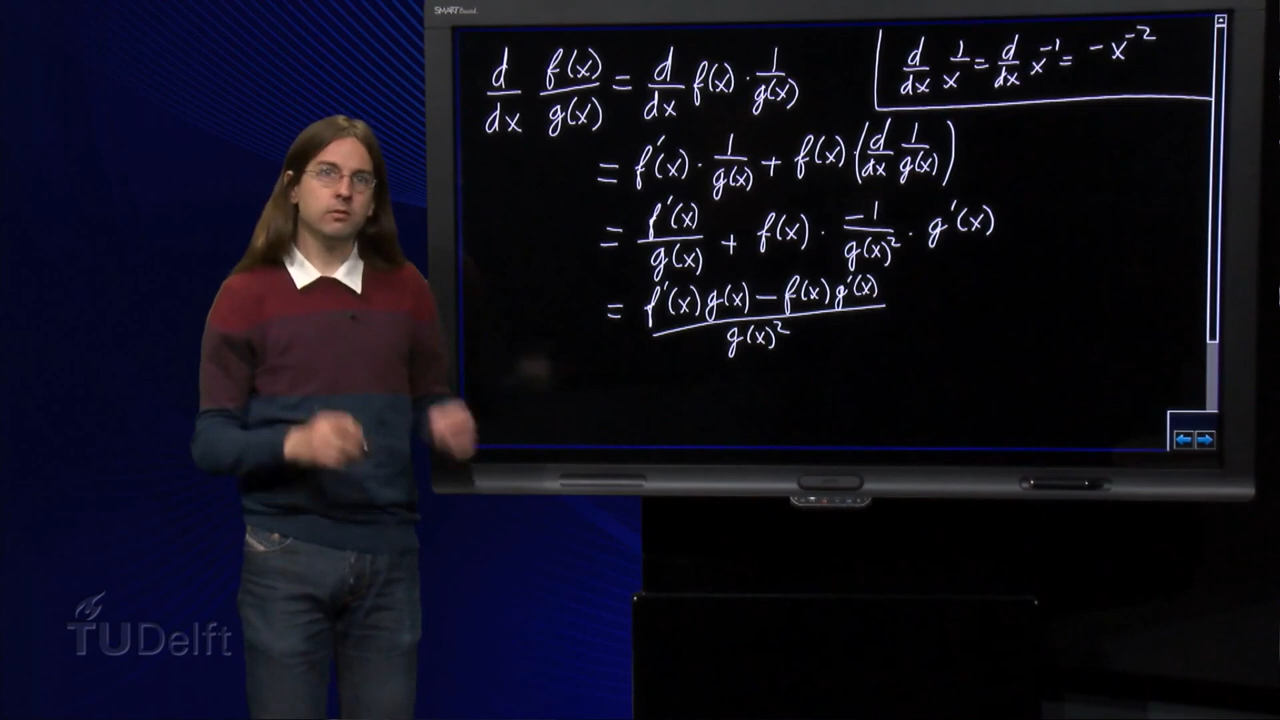 SMART Board
d/dx f(x)/g(x) = d/dx f(x) · 1/g(x)
d/dx 1/x = d/dx x⁻¹ = -x⁻²
= f'(x) · 1/g(x) + f(x) · (d/dx 1/g(x))
= f'(x)/g(x) + f(x) · -1/g(x)² · g'(x)
= f'(x)g(x) - f(x)g'(x) / g(x)²
TUDelft